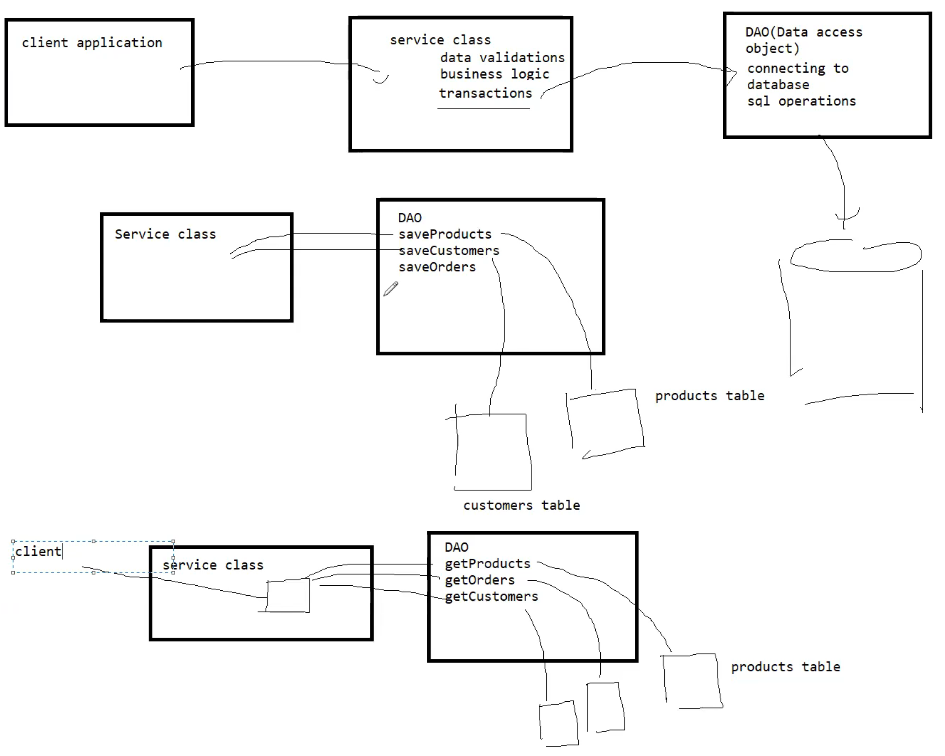 client application
service class
data validations
business logic
transactions
DAO(Data access
object)
connecting to
database
sql operations
Service class
DAO
saveProducts
saveCustomers
saveOrders
products table
customers table
client
service class
DAO
getProducts
getOrders
getCustomers
products table